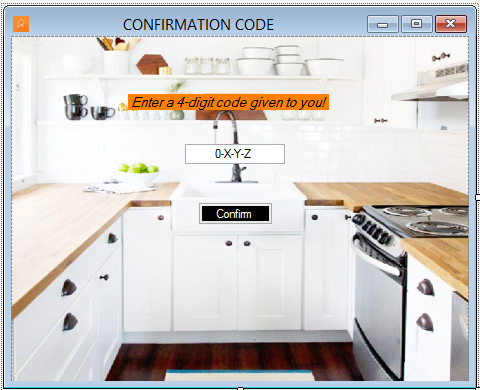 CONFIRMATION CODE
Enter a 4-digit code given to you!
0-X-Y-Z
Confirm